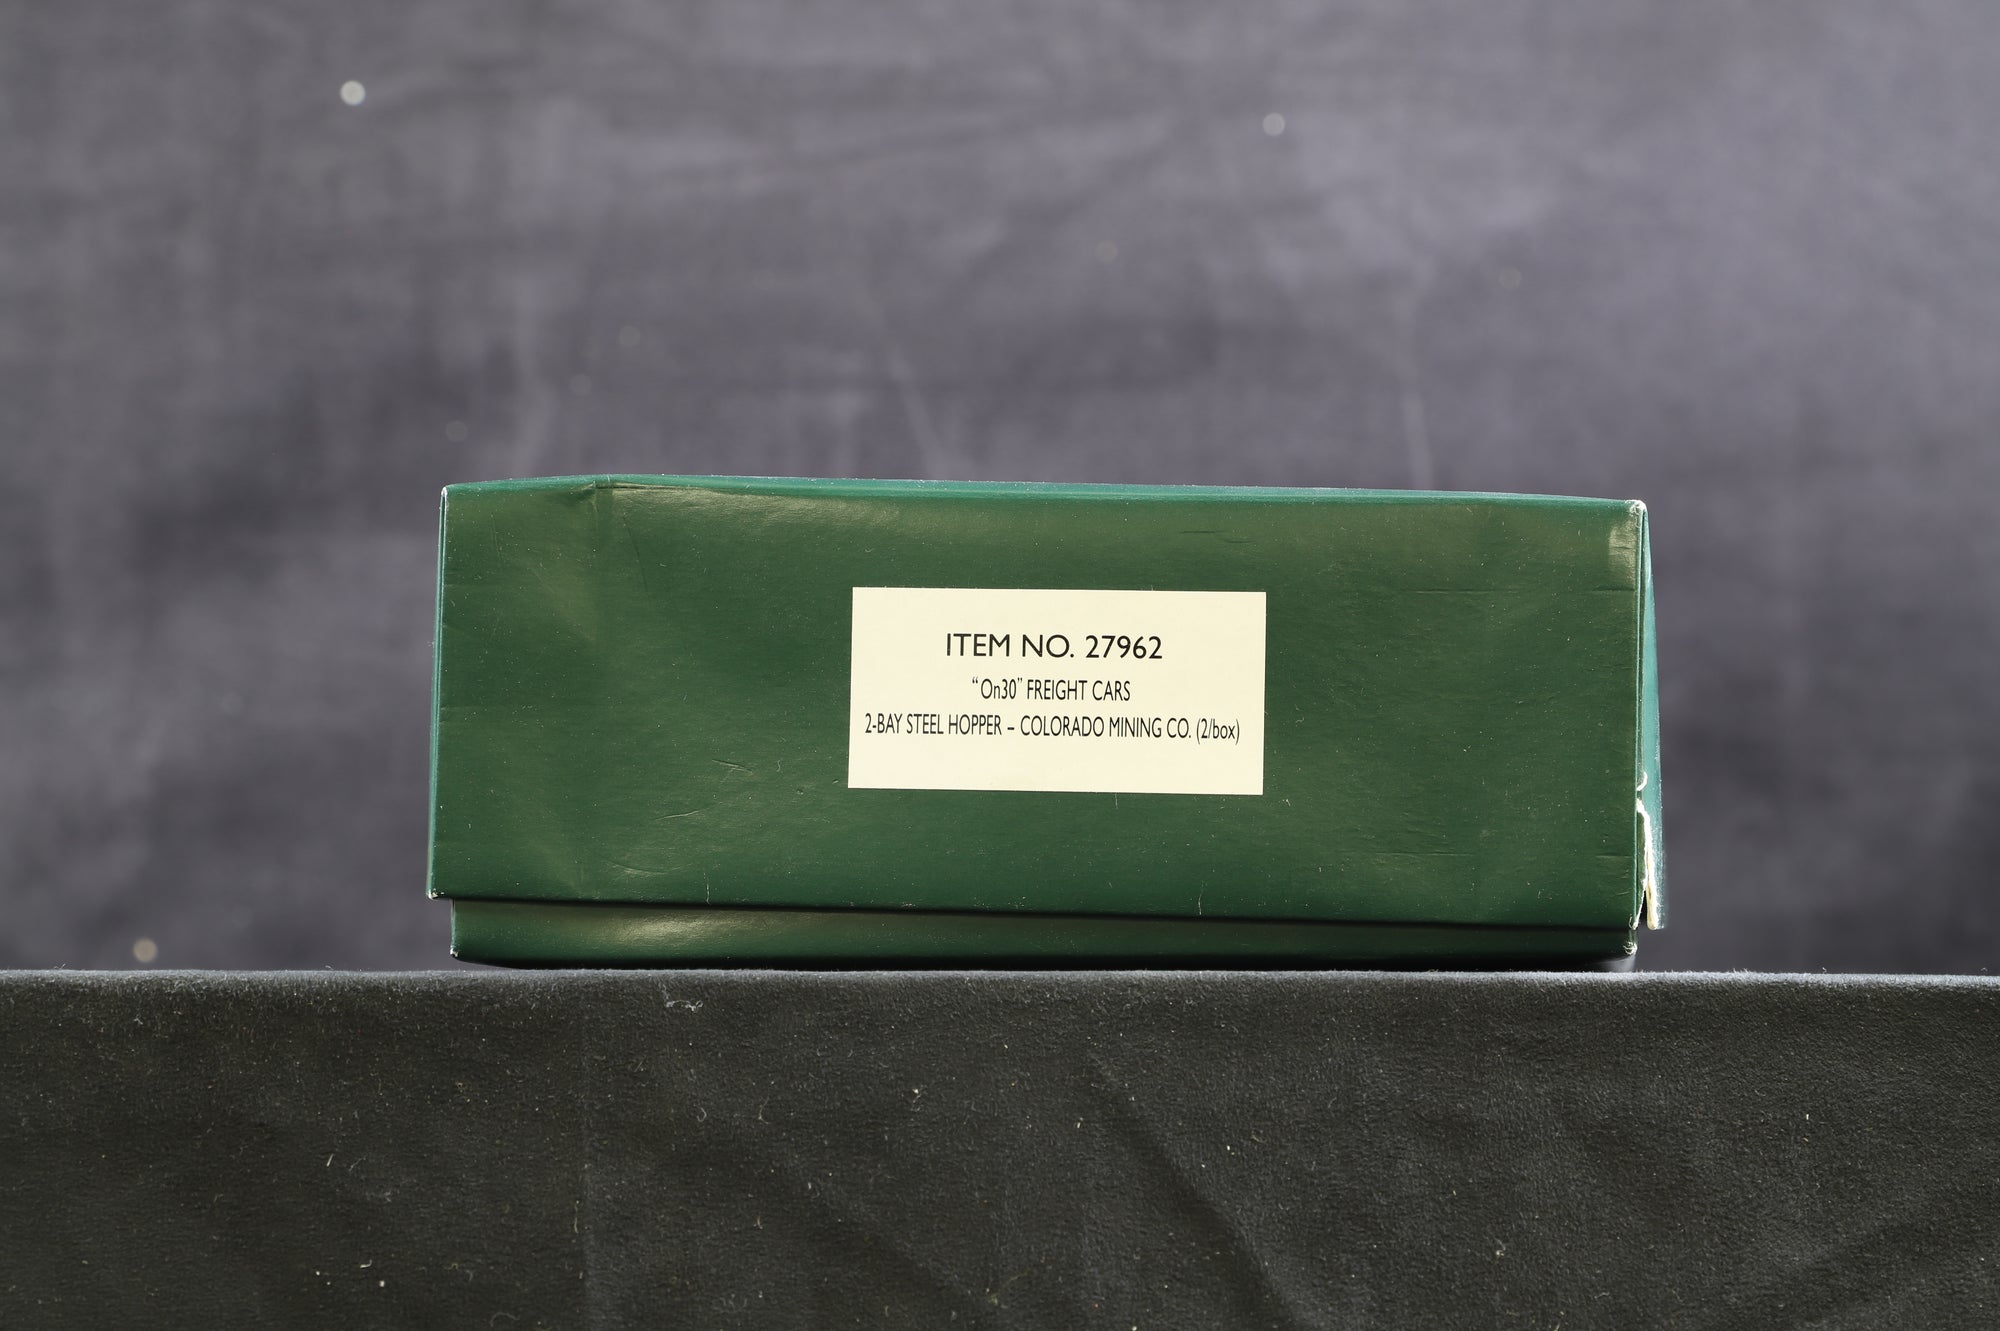 ITEM NO. 27962
“On30” FREIGHT CARS
2-BAY STEEL HOPPER – COLORADO MINING CO. (2/box)